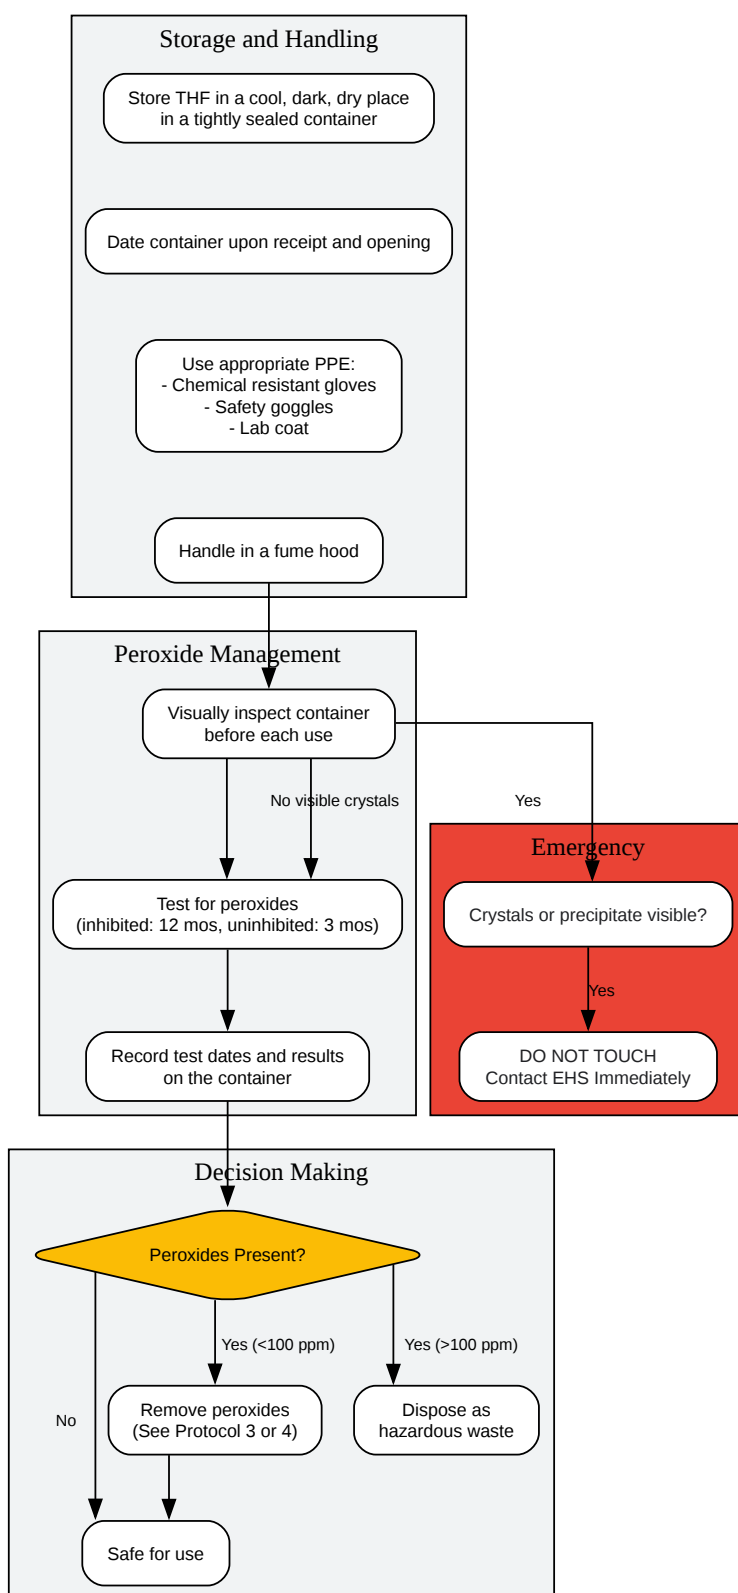 Storage and Handling
Store THF in a cool, dark, dry place
in a tightly sealed container
Date container upon receipt and opening
Use appropriate PPE:
- Chemical resistant gloves
- Safety goggles
- Lab coat
Handle in a fume hood
Peroxide Management
Visually inspect container
before each use
No visible crystals
Yes
Emergency
Crystals or precipitate visible?
Test for peroxides
(inhibited: 12 mos, uninhibited: 3 mos)
Yes
Record test dates and results
on the container
DO NOT TOUCH
Contact EHS Immediately
Decision Making
Peroxides Present?
Yes (<100 ppm)
Yes (>100 ppm)
No
Remove peroxides
(See Protocol 3 or 4)
Dispose as
hazardous waste
Safe for use